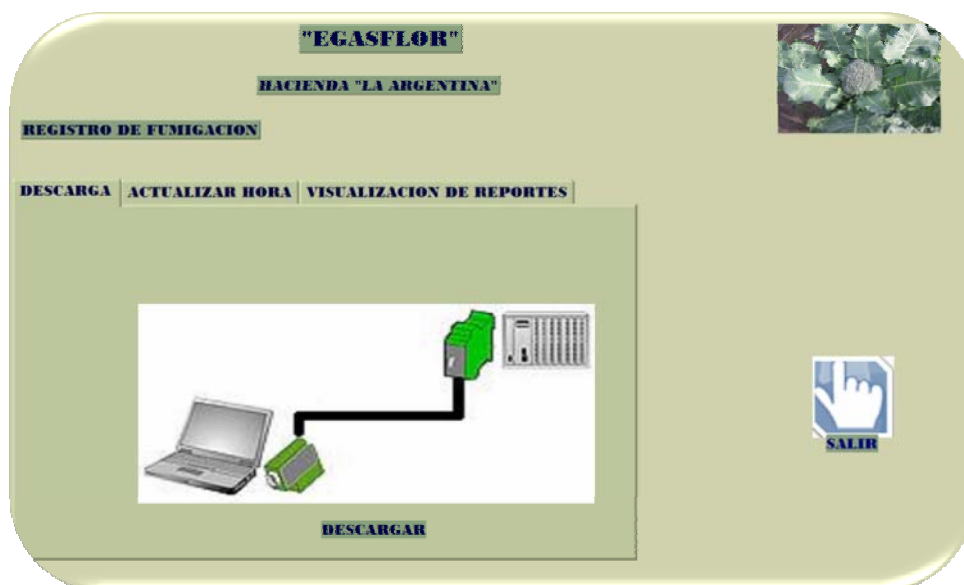 "EGASFLOR"
HACIENDA "LA ARGENTINA"
REGISTRO DE FUMIGACION
DESCARGA ACTUALIZAR HORA VISUALIZACION DE REPORTES
DESCARGAR
SALIR